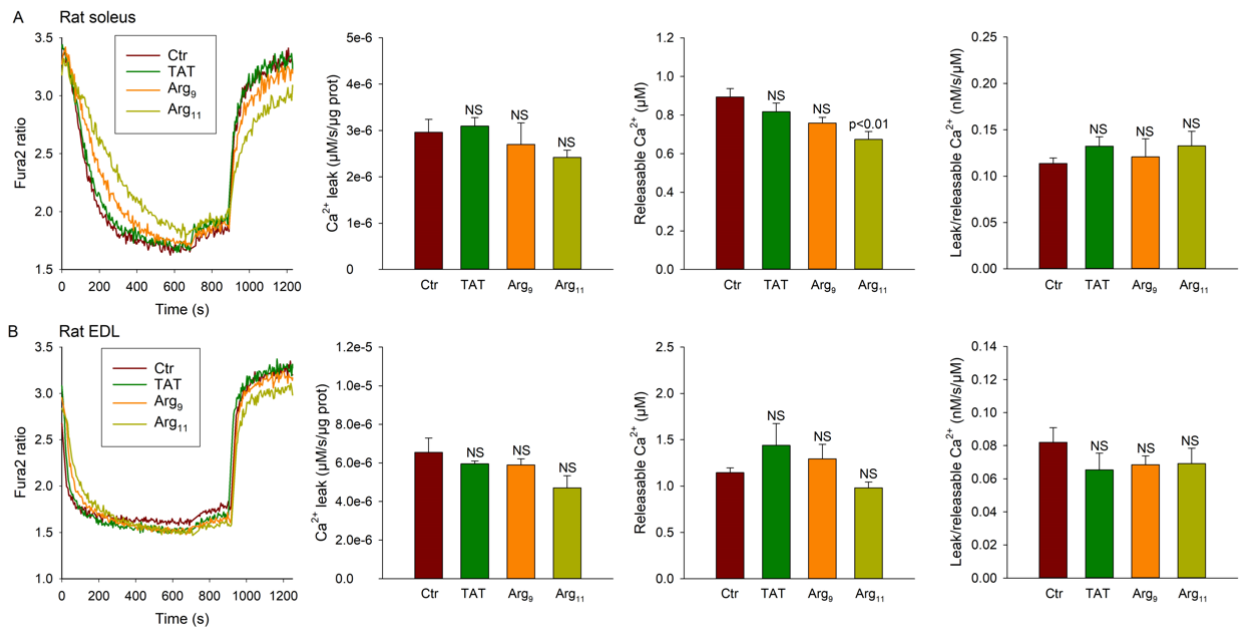 A Rat soleus
3.5
3.0
2.5
2.0
1.5
Fura2 ratio
0 200 400 600 800 1000 1200
Time (s)
Ctr
TAT
Arg9
Arg11
5e-6
4e-6
3e-6
2e-6
1e-6
0
Ca2+ leak (µM/s/µg prot)
NS
NS
NS
Ctr TAT Arg9 Arg11
1.2
1.0
0.8
0.6
0.4
0.2
0.0
Releasable Ca2+ (µM)
NS
NS
p<0.01
Ctr TAT Arg9 Arg11
0.25
0.20
0.15
0.10
0.05
0.00
Leak/releasable Ca2+ (nM/s/µM)
NS
NS
NS
Ctr TAT Arg9 Arg11
B Rat EDL
3.5
3.0
2.5
2.0
1.5
1.0
Fura2 ratio
0 200 400 600 800 1000 1200
Time (s)
Ctr
TAT
Arg9
Arg11
1.2e-5
1.0e-5
8.0e-6
6.0e-6
4.0e-6
2.0e-6
0.0
Ca2+ leak (µM/s/µg prot)
NS
NS
NS
Ctr TAT Arg9 Arg11
2.5
2.0
1.5
1.0
0.5
0.0
Releasable Ca2+ (µM)
NS
NS
NS
Ctr TAT Arg9 Arg11
0.14
0.12
0.10
0.08
0.06
0.04
0.02
0.00
Leak/releasable Ca2+ (nM/s/µM)
NS
NS
NS
Ctr TAT Arg9 Arg11